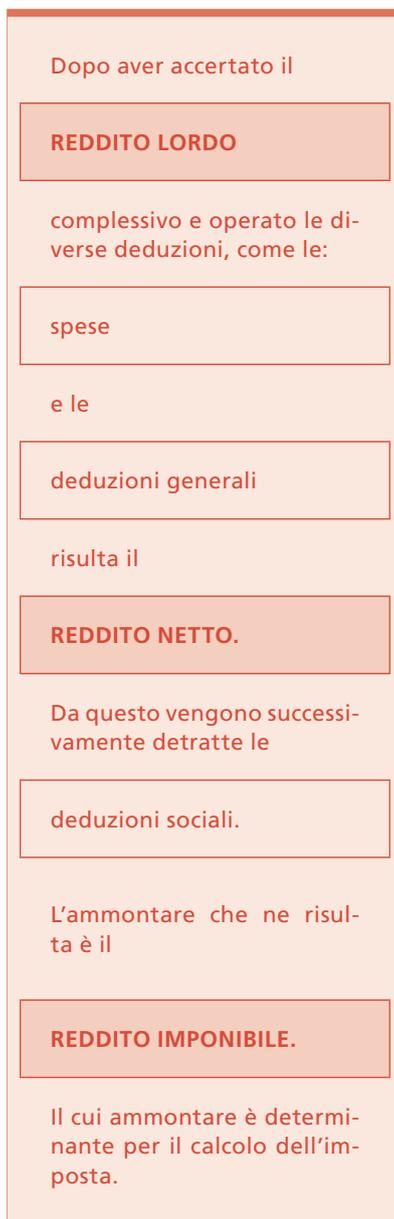 Dopo aver accertato il
REDDITO LORDO
complessivo e operato le di-
verse deduzioni, come le:
spese
e le
deduzioni generali
risulta il
REDDITO NETTO.
Da questo vengono successi-
vamente detratte le
deduzioni sociali.
L'ammontare che ne risul-
ta è il
REDDITO IMPONIBILE.
Il cui ammontare è determi-
nante per il calcolo dell'im-
posta.